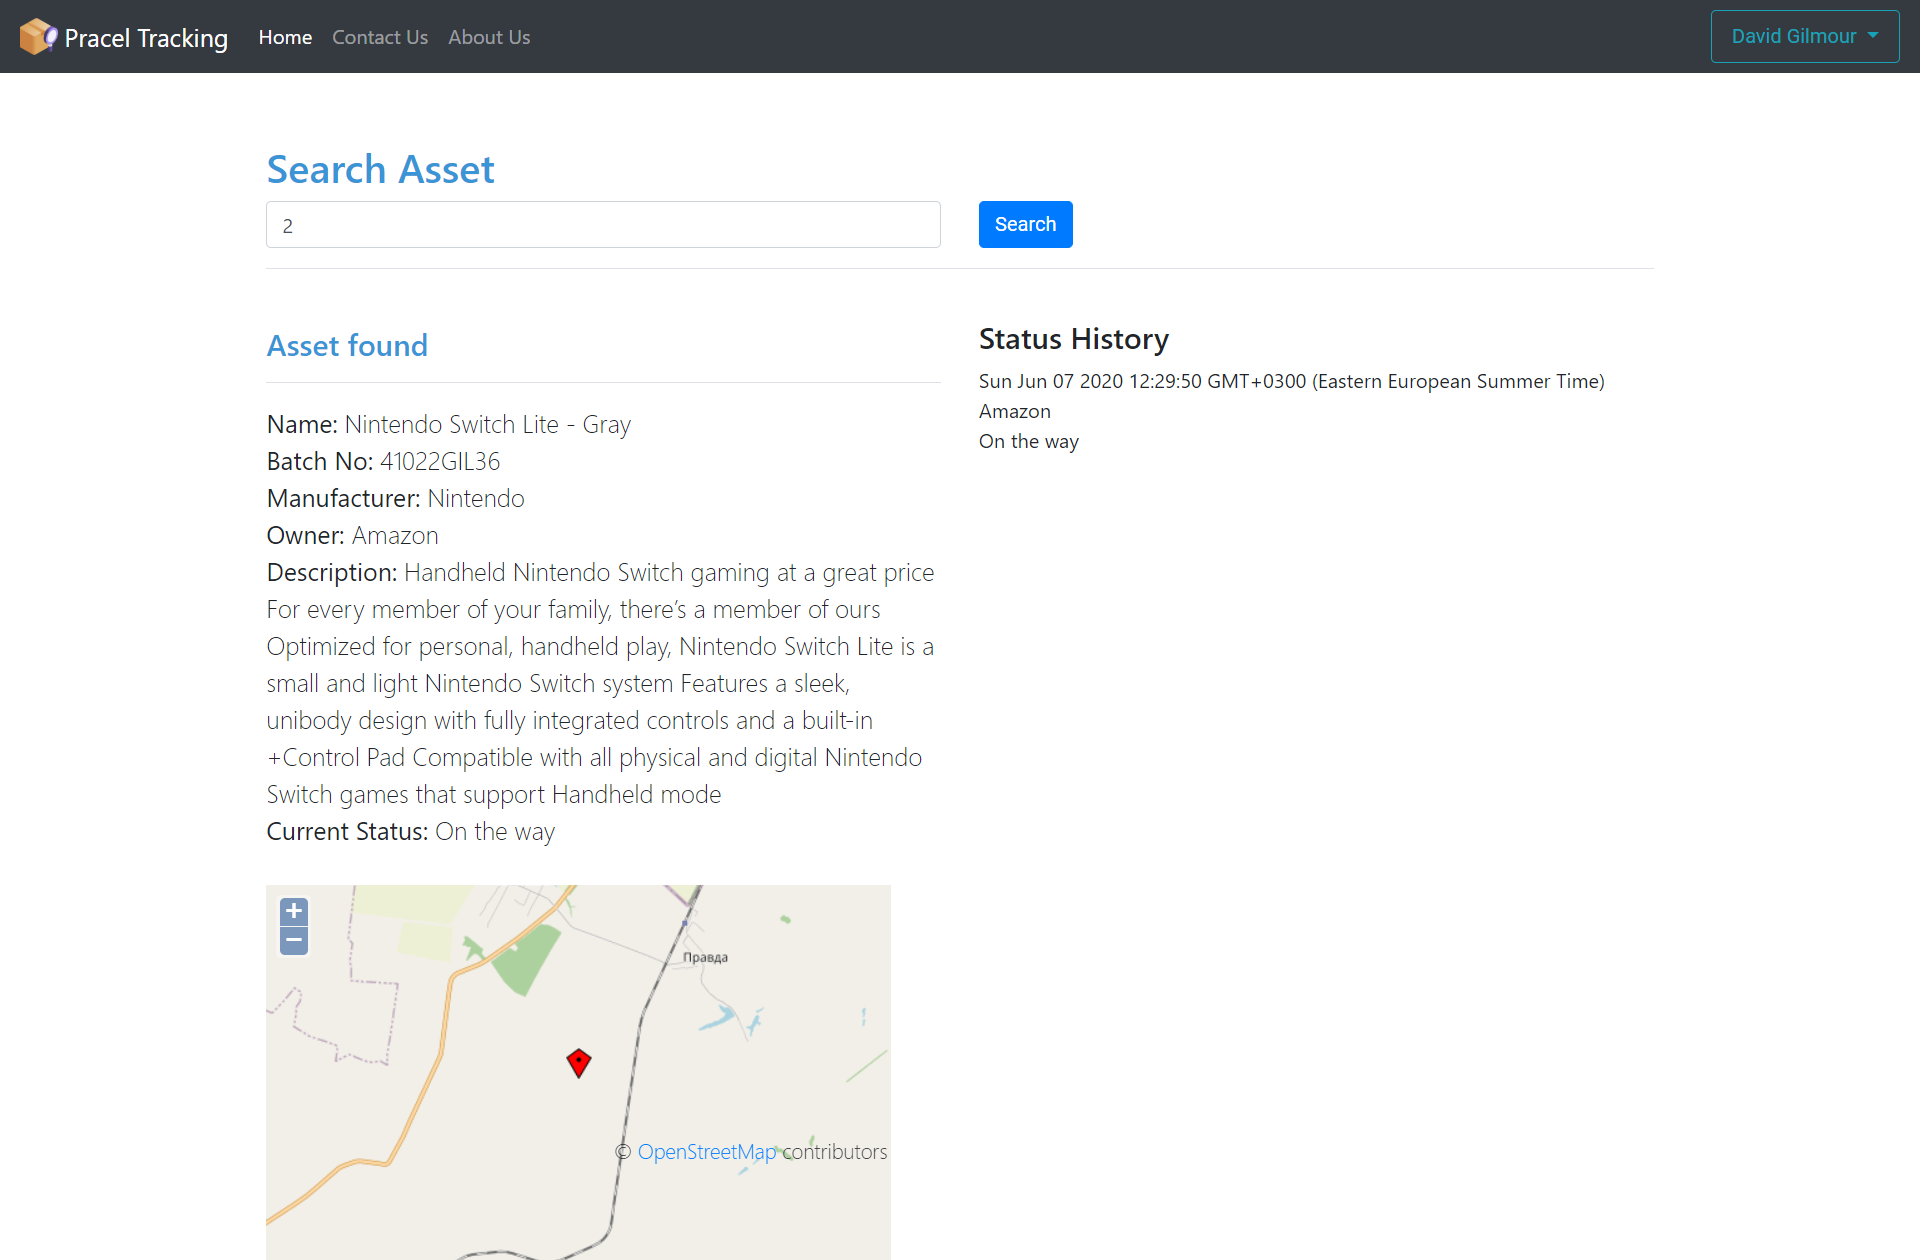 Pracel Tracking Home Contact Us About Us David Gilmour
Search Asset
2 Search
Asset found
Name: Nintendo Switch Lite - Gray
Batch No: 41022GIL36
Manufacturer: Nintendo
Owner: Amazon
Description: Handheld Nintendo Switch gaming at a great price
For every member of your family, there’s a member of ours
Optimized for personal, handheld play, Nintendo Switch Lite is a
small and light Nintendo Switch system Features a sleek,
unibody design with fully integrated controls and a built-in
+Control Pad Compatible with all physical and digital Nintendo
Switch games that support Handheld mode
Current Status: On the way
+
−
Правда
© OpenStreetMap contributors
Status History
Sun Jun 07 2020 12:29:50 GMT+0300 (Eastern European Summer Time)
Amazon
On the way